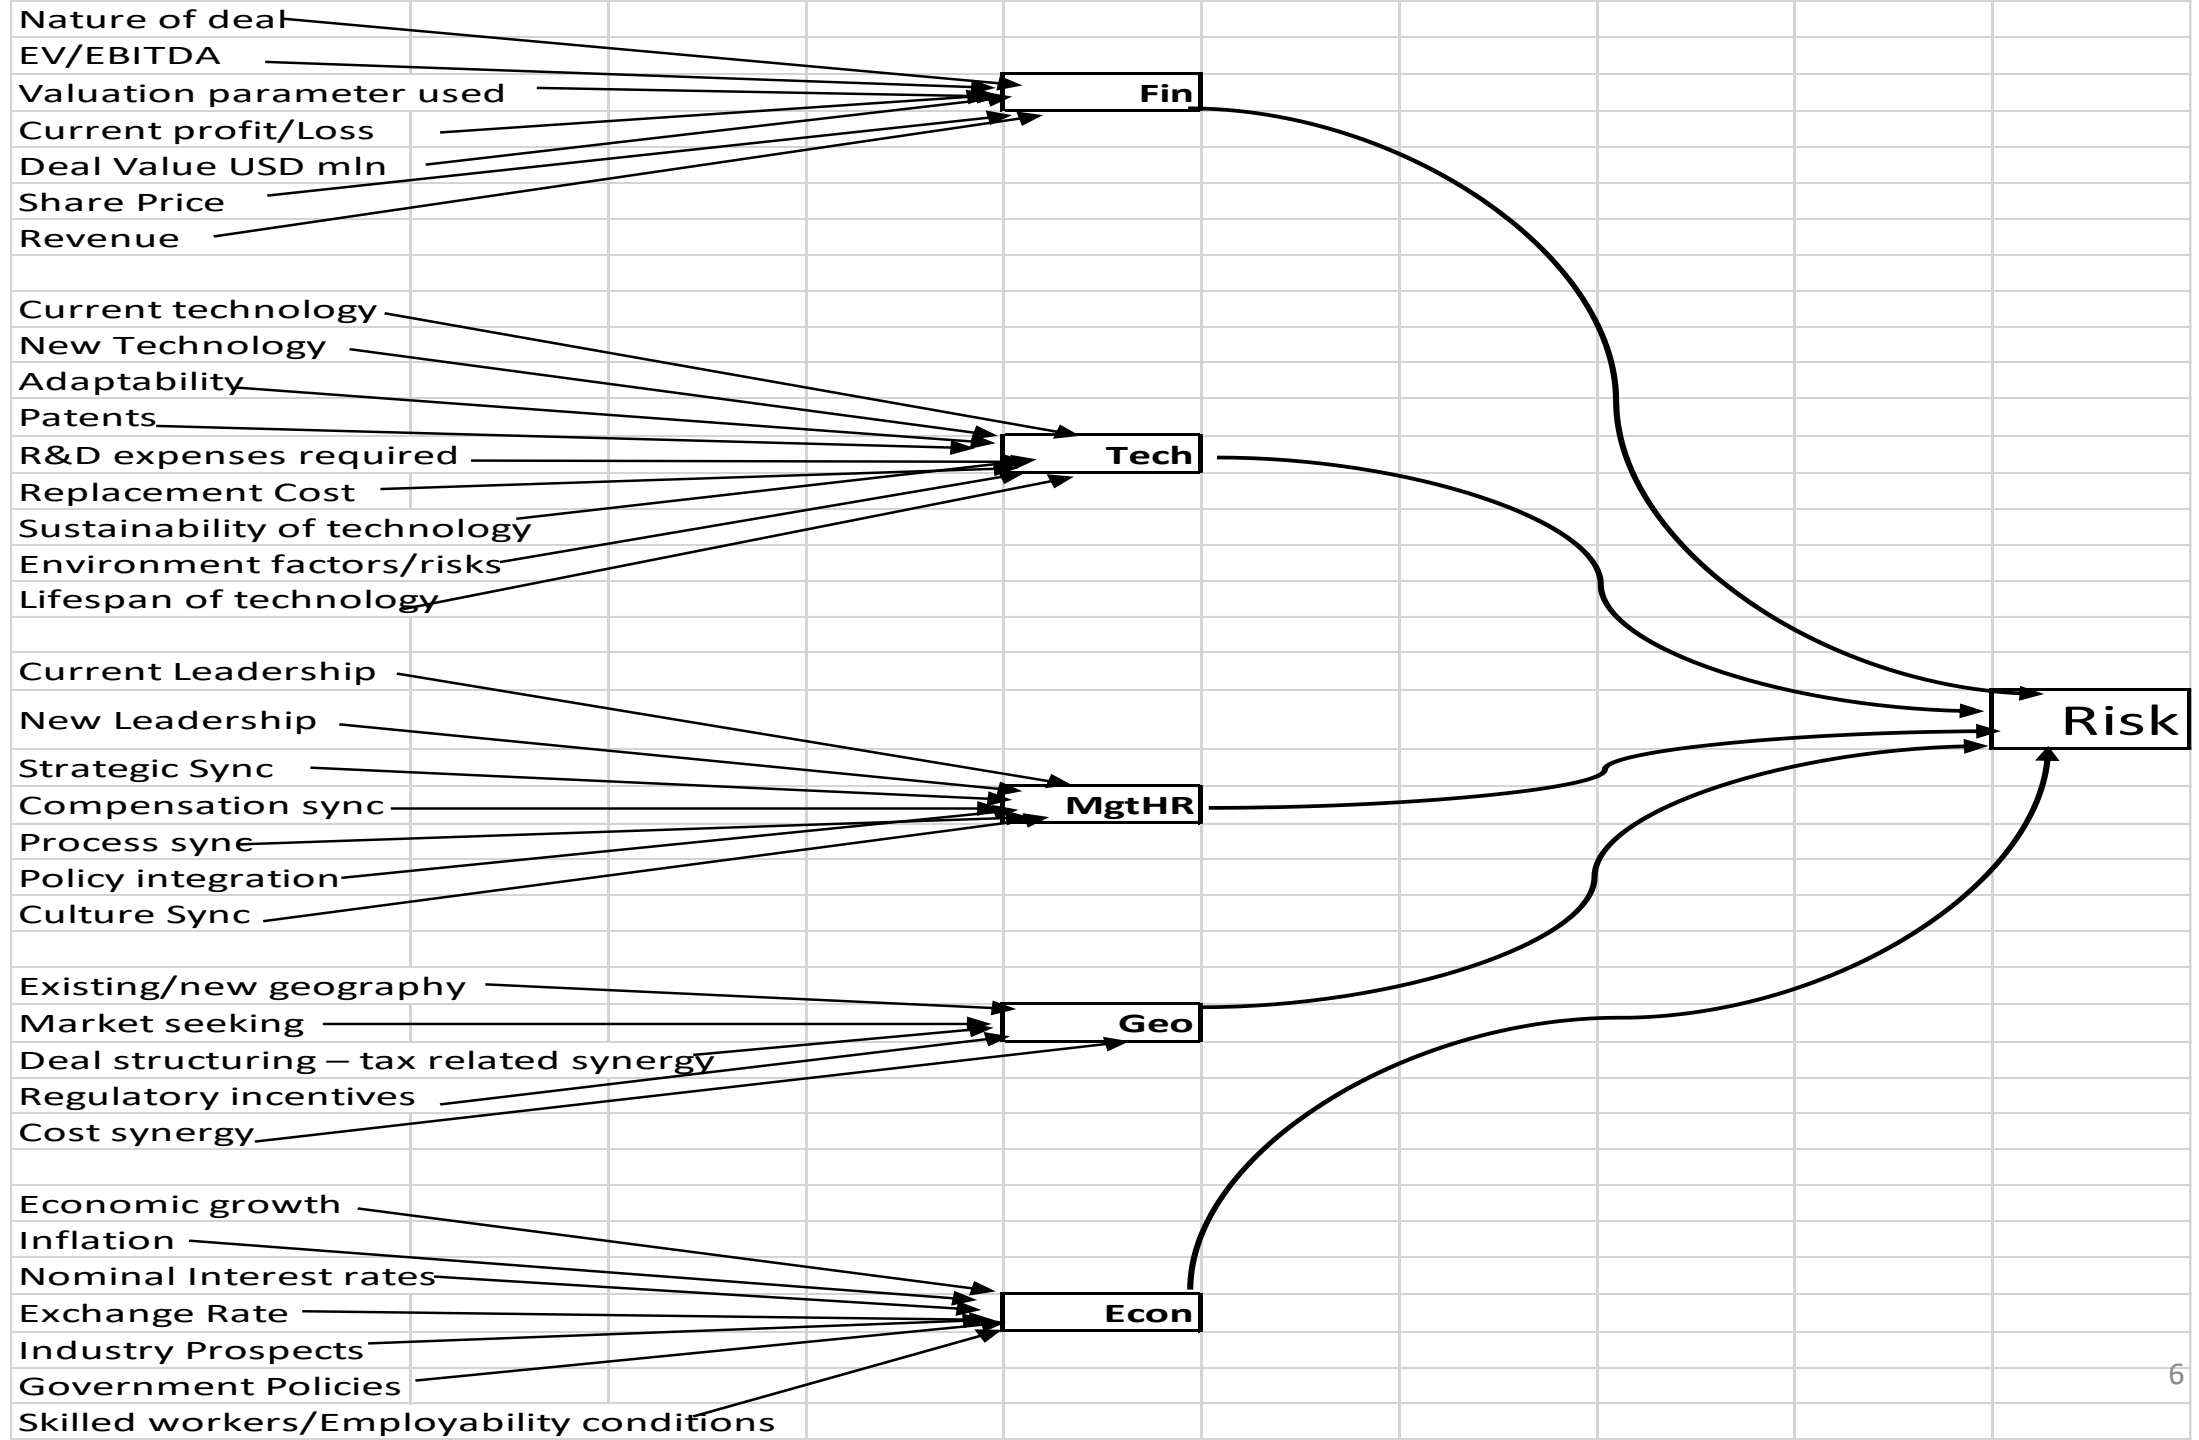 Nature of deal
EV/EBITDA
Valuation parameter used
Fin
Current profit/Loss
Deal Value USD mln
Share Price
Revenue
Current technology
New Technology
Adaptability
Patents
R&D expenses required
Tech
Replacement Cost
Sustainability of technology
Environment factors/risks
Lifespan of technology
Current Leadership
New Leadership
Risk
Strategic Sync
Compensation sync
MgtHR
Process sync
Policy integration
Culture Sync
Existing/new geography
Market seeking
Geo
Deal structuring – tax related synergy
Regulatory incentives
Cost synergy
Economic growth
Inflation
Nominal Interest rates
Exchange Rate
Econ
Industry Prospects
Government Policies
6
Skilled workers/Employability conditions